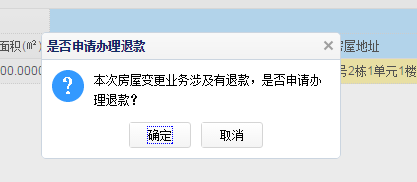 是否申请办理退款
面积(㎡)
房屋地址
00.0000
号2栋1单元1楼
本次房屋变更业务涉及有退款，是否申请办
理退款？
确定
取消